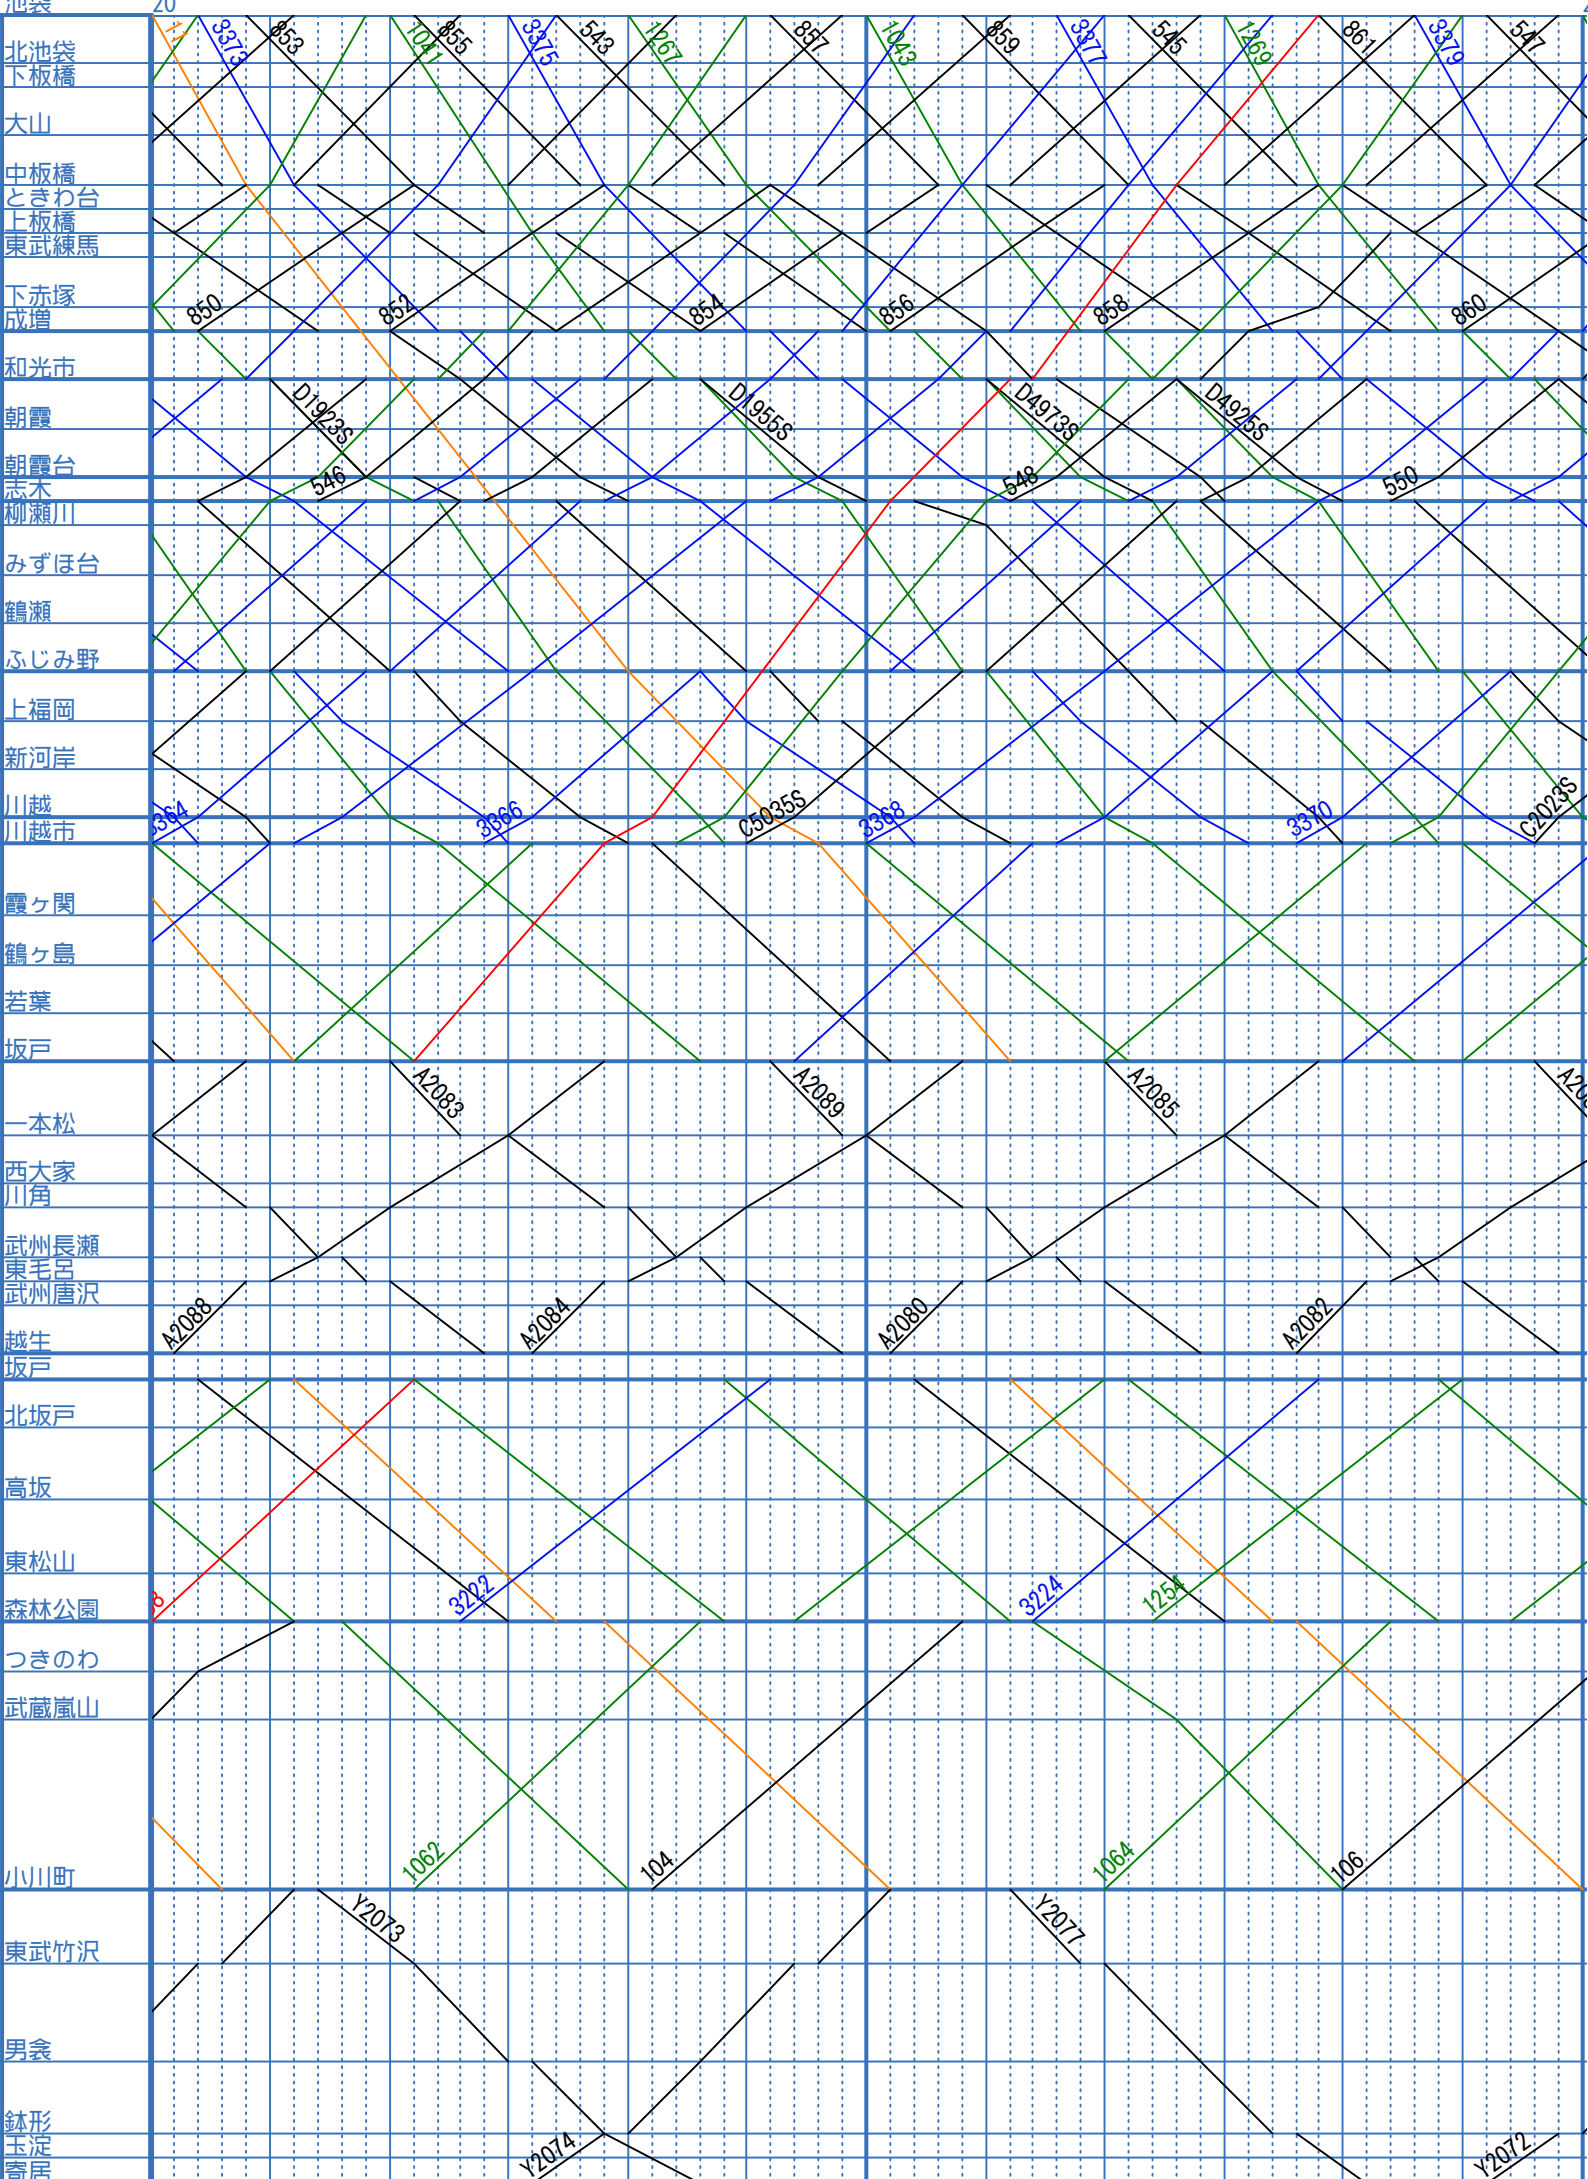 池袋
20
11
3373
853
1041
855
3375
543
1267
857
1043
859
3377
545
1269
861
3379
547
北池袋
下板橋
大山
中板橋
ときわ台
上板橋
東武練馬
下赤塚
成増
850
852
854
856
858
860
和光市
朝霞
D1923S
D1955S
D4973S
D4925S
朝霞台
志木
546
548
550
柳瀬川
みずほ台
鶴瀬
ふじみ野
上福岡
新河岸
川越
川越市
3364
3366
C5035S
3368
3370
C2023S
霞ヶ関
鶴ヶ島
若葉
坂戸
A2083
A2089
A2085
一本松
西大家
川角
武州長瀬
東毛呂
武州唐沢
越生
A2088
A2084
A2080
A2082
坂戸
北坂戸
高坂
東松山
森林公園
3222
3224
1254
つきのわ
武蔵嵐山
小川町
1062
104
1064
106
Y2073
Y2077
東武竹沢
男衾
鉢形
玉淀
寄居
Y2074
Y2072